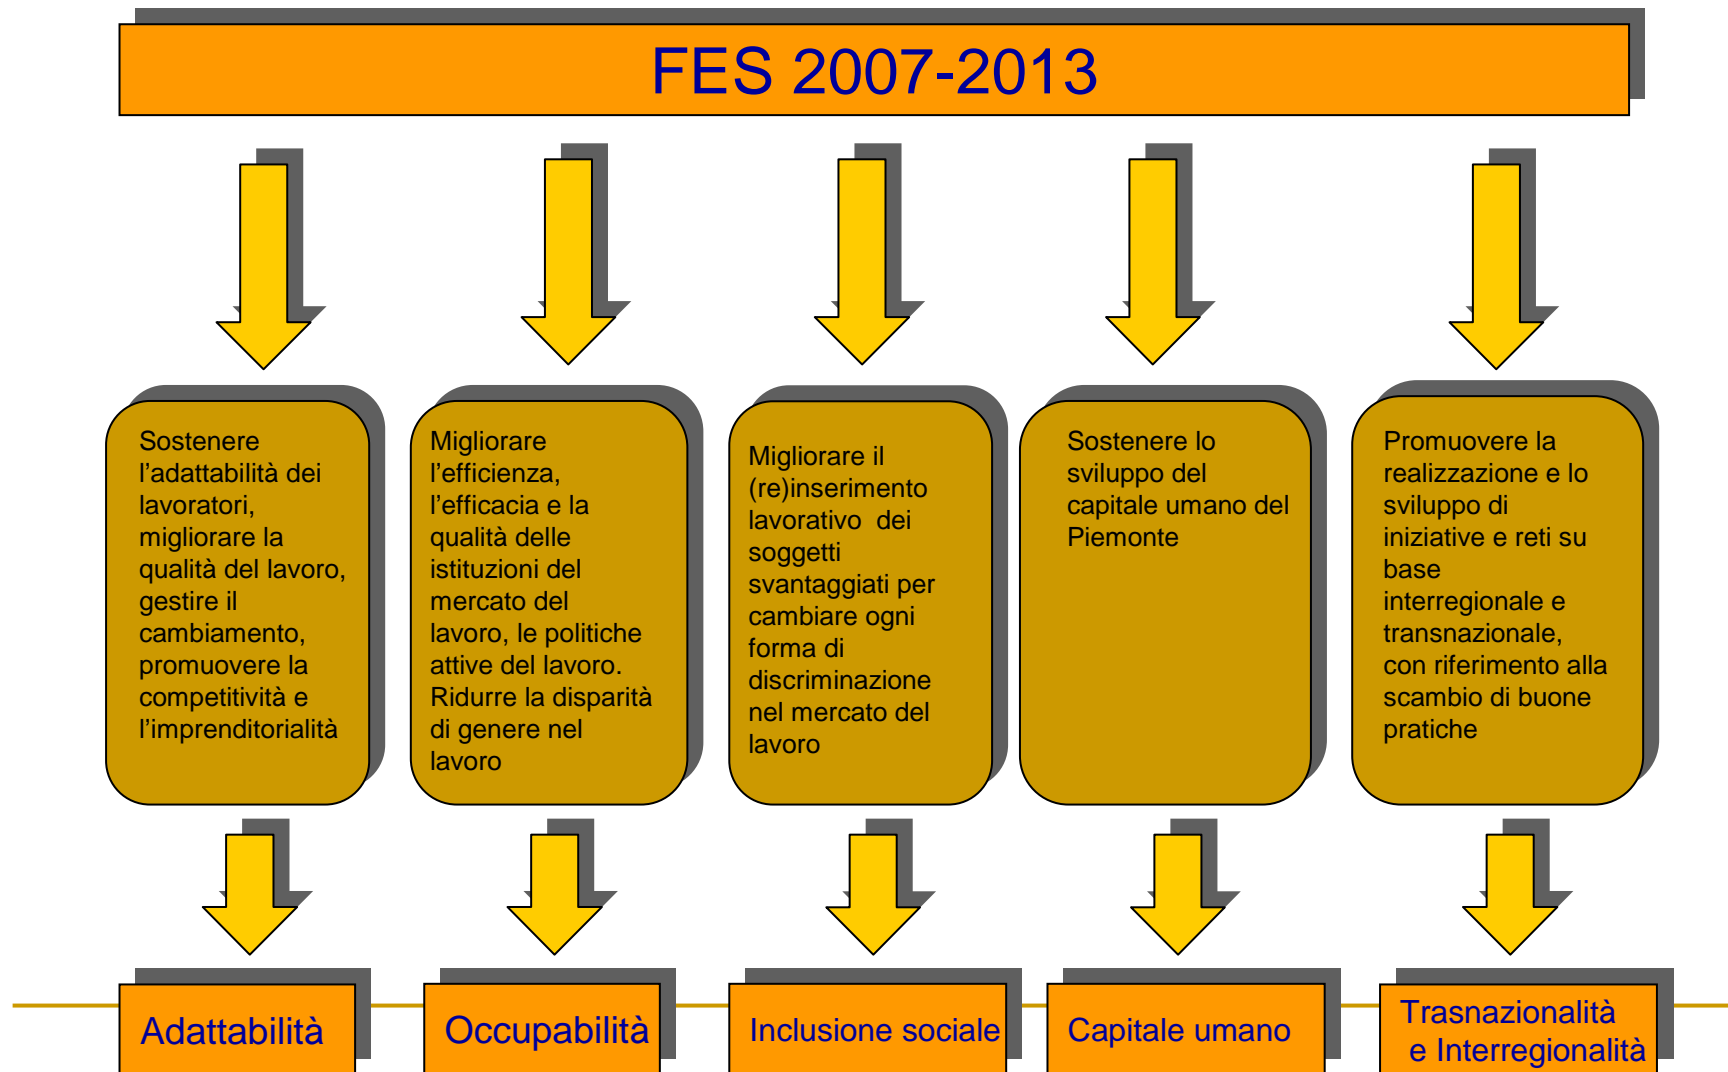 FES 2007-2013
Sostenere
l’adattabilità dei
lavoratori,
migliorare la
qualità del lavoro,
gestire il
cambiamento,
promuovere la
competitività e
l’imprenditorialità
Migliorare
l’efficienza,
l’efficacia e la
qualità delle
istituzioni del
mercato del
lavoro, le politiche
attive del lavoro.
Ridurre la disparità
di genere nel
lavoro
Migliorare il
(re)inserimento
lavorativo dei
soggetti
svantaggiati per
cambiare ogni
forma di
discriminazione
nel mercato del
lavoro
Sostenere lo
sviluppo del
capitale umano del
Piemonte
Promuovere la
realizzazione e lo
sviluppo di
iniziative e reti su
base
interregionale e
transnazionale,
con riferimento alla
scambio di buone
pratiche
Adattabilità
Occupabilità
Inclusione sociale
Capitale umano
Trasnazionalità
e Interregionalità